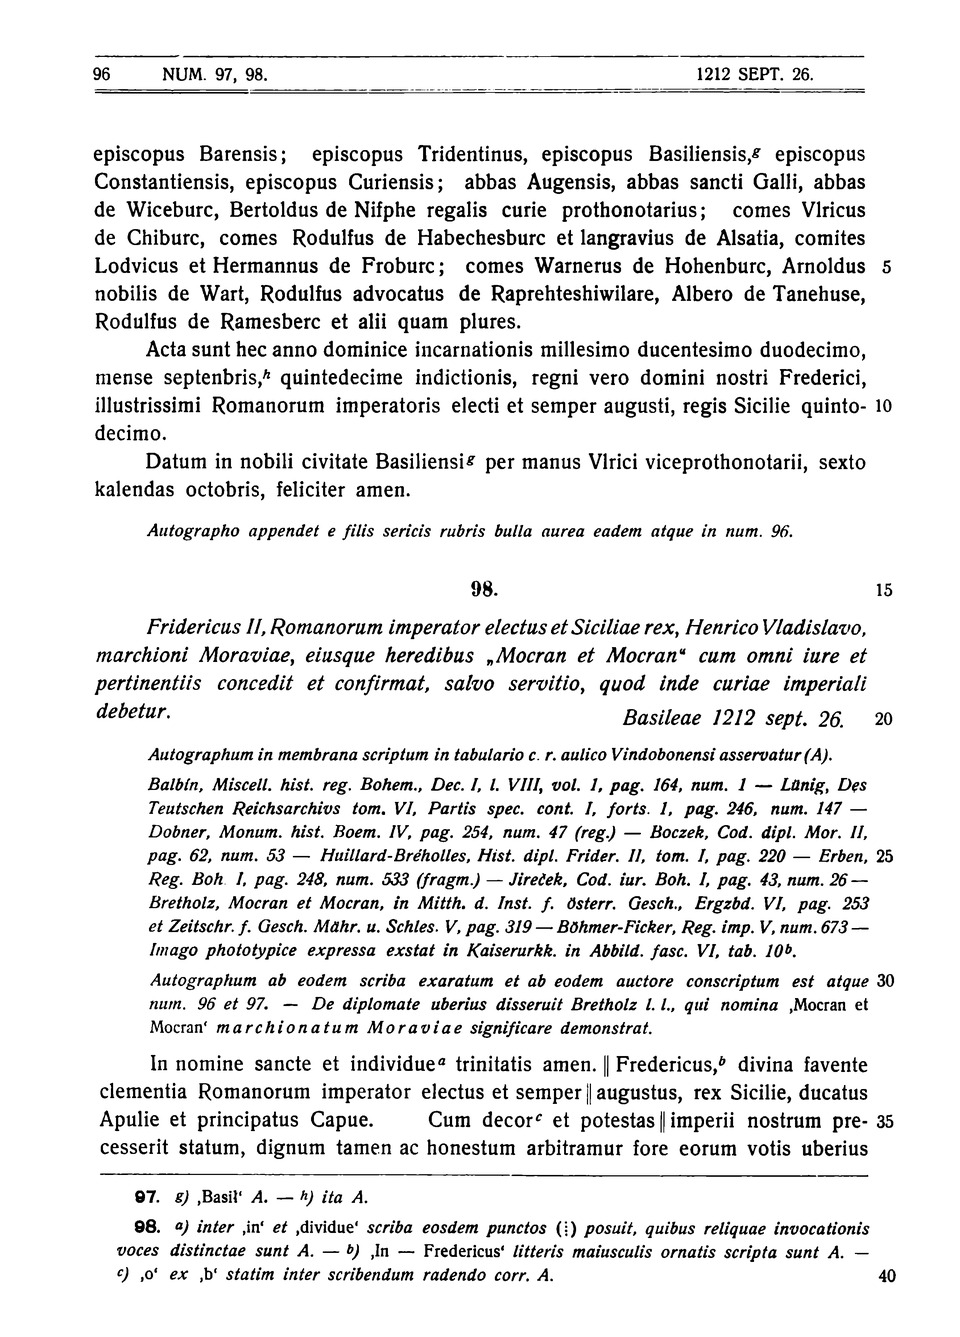 96 NUM. 97, 98. 1212 SEPT. 26.
episcopus Barensis; episcopus Tridentinus, episcopus Basiliensis,g episcopus
Constantiensis, episcopus Curiensis; abbas Augensis, abbas sancti Galli, abbas
de Wiceburc, Bertoldus de Nifphe regalis curie prothonotarius; comes Vlricus
de Chiburc, comes Rodulfus de Habechesburc et langravius de Alsatia, comites
Lodvicus et Hermannus de Froburc; comes Warnerus de Hohenburc, Arnoldus 5
nobilis de Wart, Rodulfus advocatus de Raprehteshiwilare, Albero de Tanehuse,
Rodulfus de Ramesberc et alii quam plures.
Acta sunt hec anno dominice incarnationis millesimo ducentesimo duodecimo,
mense septenbris,h quintedecime indictionis, regni vero domini nostri Frederici,
illustrissimi Romanorum imperatoris electi et semper augusti, regis Sicilie quinto- 10
decimo.
Datum in nobili civitate Basiliensig per manus Vlrici viceprothonotarii, sexto
kalendas octobris, feliciter amen.
Autographo appendet e filis sericis rubris bulla aurea eadem atque in num. 96.
98. 15
Fridericus II, Romanorum imperator electus et Siciliae rex, Henrico Vladislavo,
marchioni Moraviae, eiusque heredibus „Mocran et Mocran“ cum omni iure et
pertinentiis concedit et confirmat, salvo servitio, quod inde curiae imperiali
debetur. Basileae 1212 sept. 26. 20
Autographum in membrana scriptum in tabulario c. r. aulico Vindobonensi asservatur (A).
Balbín, Miscell. hist. reg. Bohem., Dec. I, l. VIII, vol. 1, pag. 164, num. 1 — Lünig, Des
Teutschen Reichsarchivs tom. VI, Partis spec. cont. I, forts. 1, pag. 246, num. 147 —
Dobner, Monum. hist. Boem. IV, pag. 254, num. 47 (reg.) — Boczek, Cod. dipl. Mor. II,
pag. 62, num. 53 — Huillard-Bréholles, Hist. dipl. Frider. II, tom. I, pag. 220 — Erben, 25
Reg. Boh. I, pag. 248, num. 533 (fragm.) — Jireček, Cod. iur. Boh. I, pag. 43, num. 26 —
Bretholz, Mocran et Mocran, in Mitth. d. Inst. f. österr. Gesch., Ergzbd. VI, pag. 253
et Zeitschr. f. Gesch. Mähr. u. Schles. V, pag. 319 — Böhmer-Ficker, Reg. imp. V, num. 673 —
Imago phototypice expressa exstat in Kaiserurkk. in Abbild. fasc. VI, tab. 10b.
Autographum ab eodem scriba exaratum et ab eodem auctore conscriptum est atque 30
num. 96 et 97. — De diplomate uberius disseruit Bretholz l. l., qui nomina ‚Mocran et
Mocran‘ marchionatum Moraviae significare demonstrat.
In nomine sancte et individuea trinitatis amen. || Fredericus,b divina favente
clementia Romanorum imperator electus et semper || augustus, rex Sicilie, ducatus
Apulie et principatus Capue. Cum decorc et potestas || imperii nostrum pre- 35
cesserit statum, dignum tamen ac honestum arbitramur fore eorum votis uberius
97. g) ‚Basil‘ A. — h) ita A.
98. a) inter ‚in‘ et ‚dividue‘ scriba eosdem punctos (⁝) posuit, quibus reliquae invocationis
voces distinctae sunt A. — b) ‚In — Fredericus‘ litteris maiusculis ornatis scripta sunt A. —
c) ‚o‘ ex ‚b‘ statim inter scribendum radendo corr. A. 40